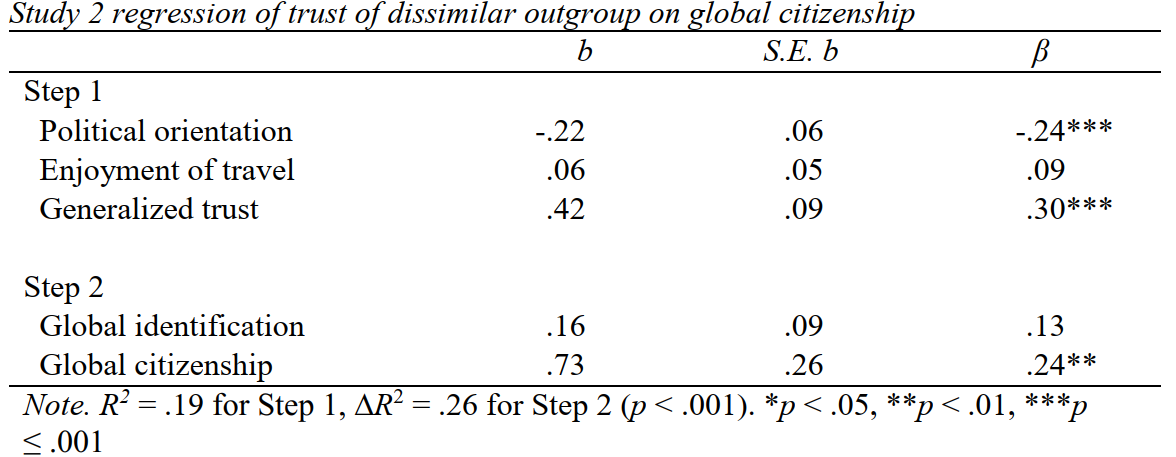 Study 2 regression of trust of dissimilar outgroup on global citizenship
b S.E. b β
Step 1
Political orientation -.22 .06 -.24***
Enjoyment of travel .06 .05 .09
Generalized trust .42 .09 .30***
Step 2
Global identification .16 .09 .13
Global citizenship .73 .26 .24**
Note. R² = .19 for Step 1, ΔR² = .26 for Step 2 (p < .001). *p < .05, **p < .01, ***p
≤ .001